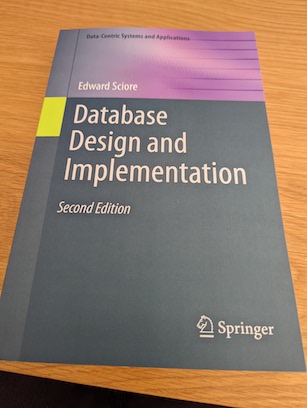 Data-Centric Systems and Applications
Edward Sciore
Database
Design and
Implementation
Second Edition
Springer